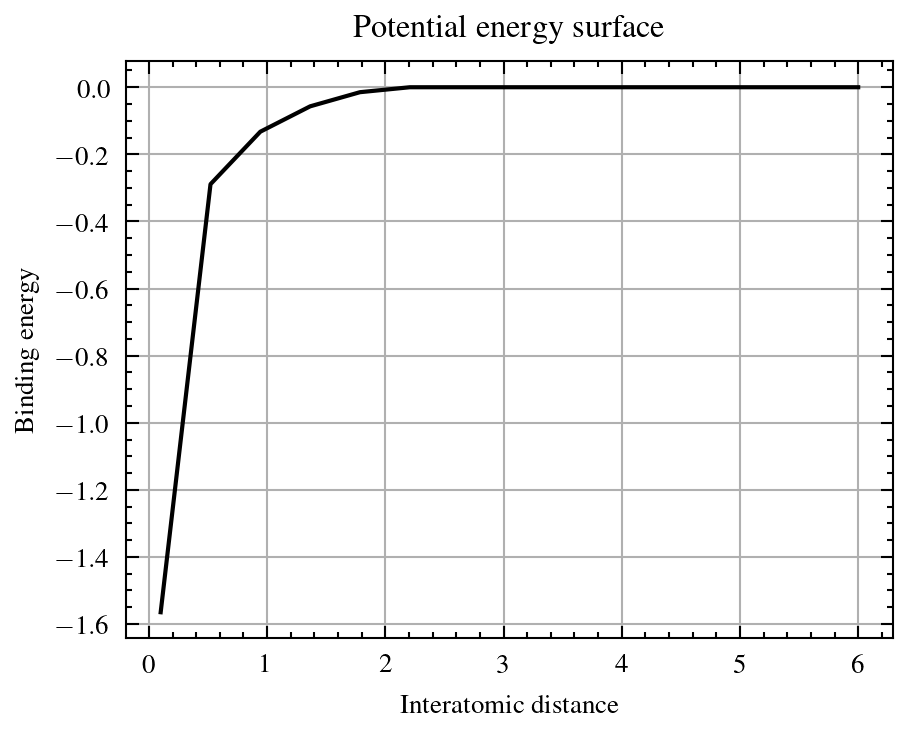 Potential energy surface
0.0
−0.2
−0.4
−0.6
−0.8
−1.0
−1.2
−1.4
−1.6
Binding energy
0 1 2 3 4 5 6
Interatomic distance